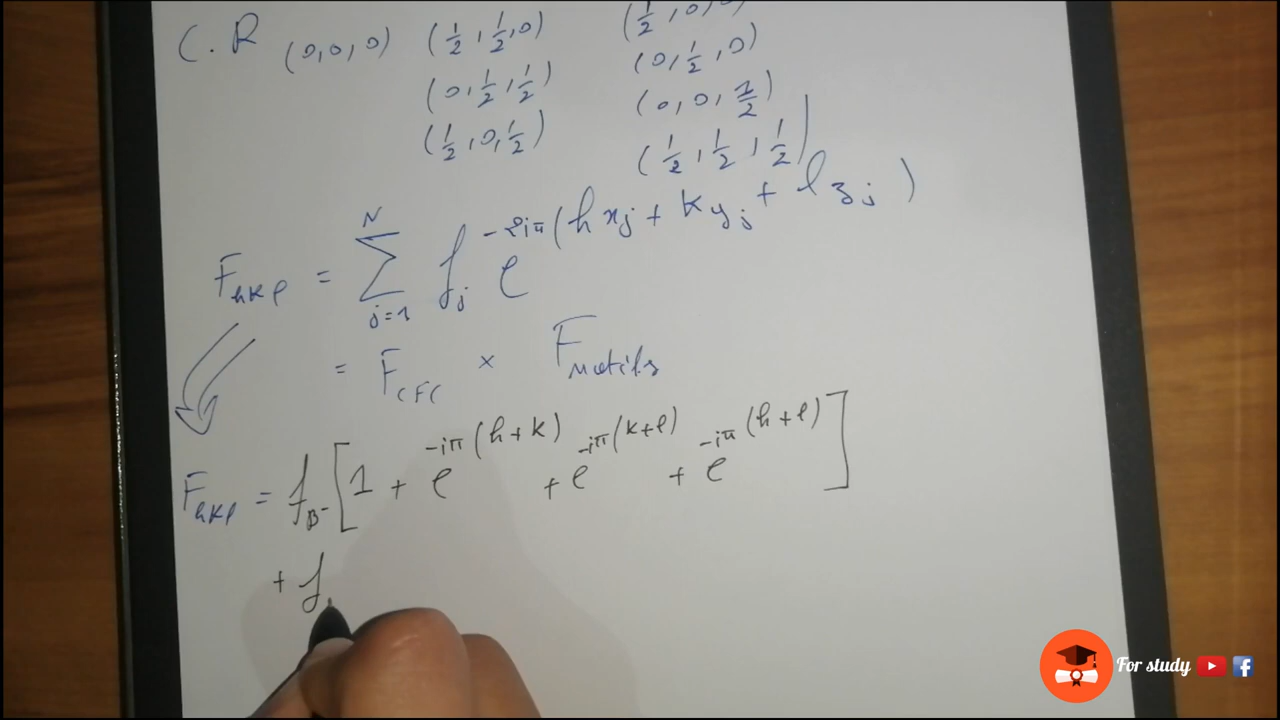 C.R (0,0,0) (1/2,1/2,0) (1/2,0,0)
(0,1/2,1/2) (0,1/2,0)
(1/2,0,1/2) (0,0,1/2)
(1/2,1/2,1/2)
F_hkl = Σ_{j=1}^{N} f_j e^{-2iπ(hx_j + ky_j + lz_j)}
= F_CFC × F_motifs
F_hkl = f_{B^-} [1 + e^{-iπ(h+k)} + e^{-iπ(k+l)} + e^{-iπ(h+l)}]
+ f
For study